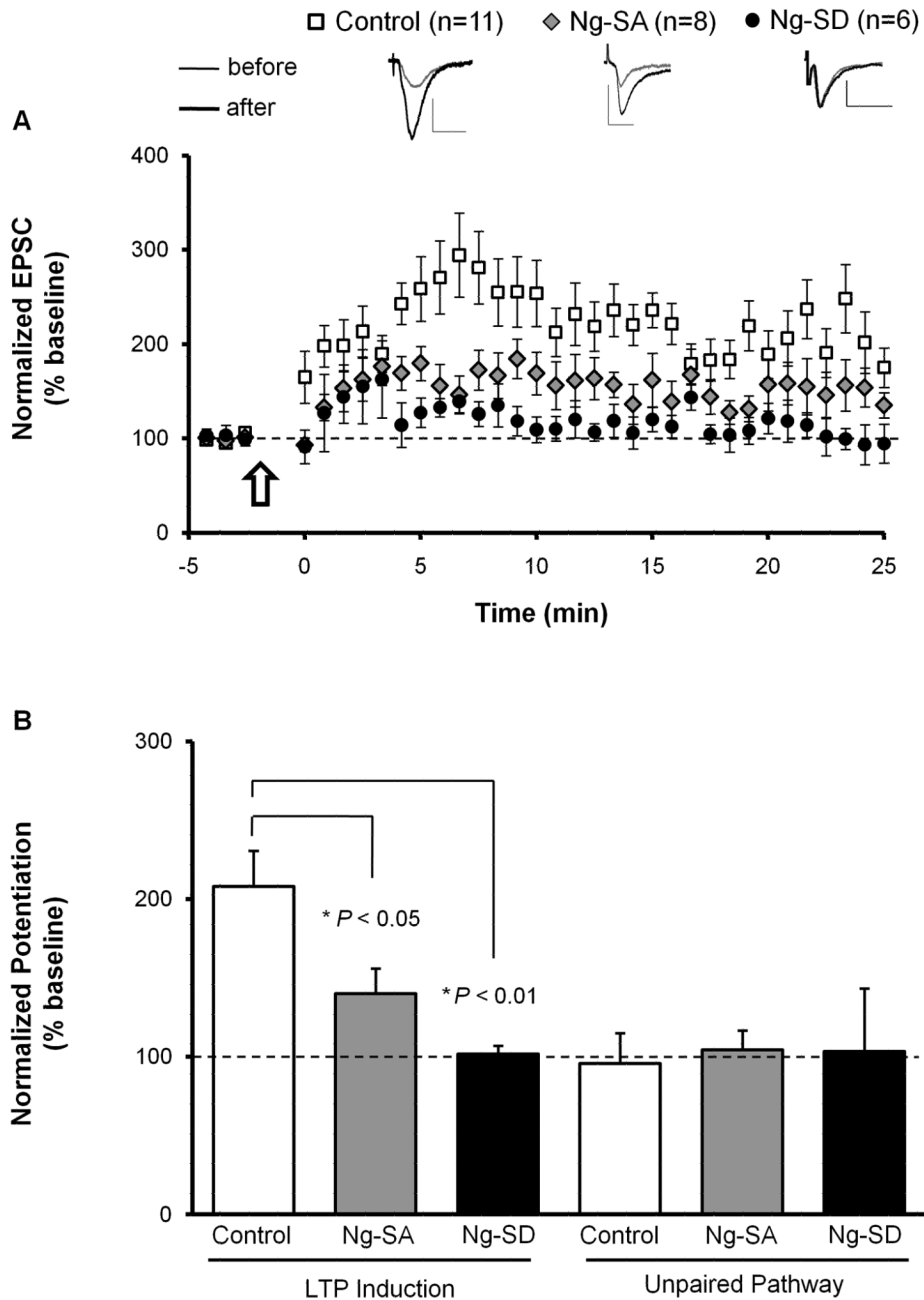 Control (n=11) Ng-SA (n=8) Ng-SD (n=6)
before
after
A
400
300
200
100
0
Normalized EPSC
(% baseline)
-5 0 5 10 15 20 25
Time (min)
B
300
200
100
0
Normalized Potentiation
(% baseline)
* P < 0.05
* P < 0.01
Control Ng-SA Ng-SD Control Ng-SA Ng-SD
LTP Induction Unpaired Pathway